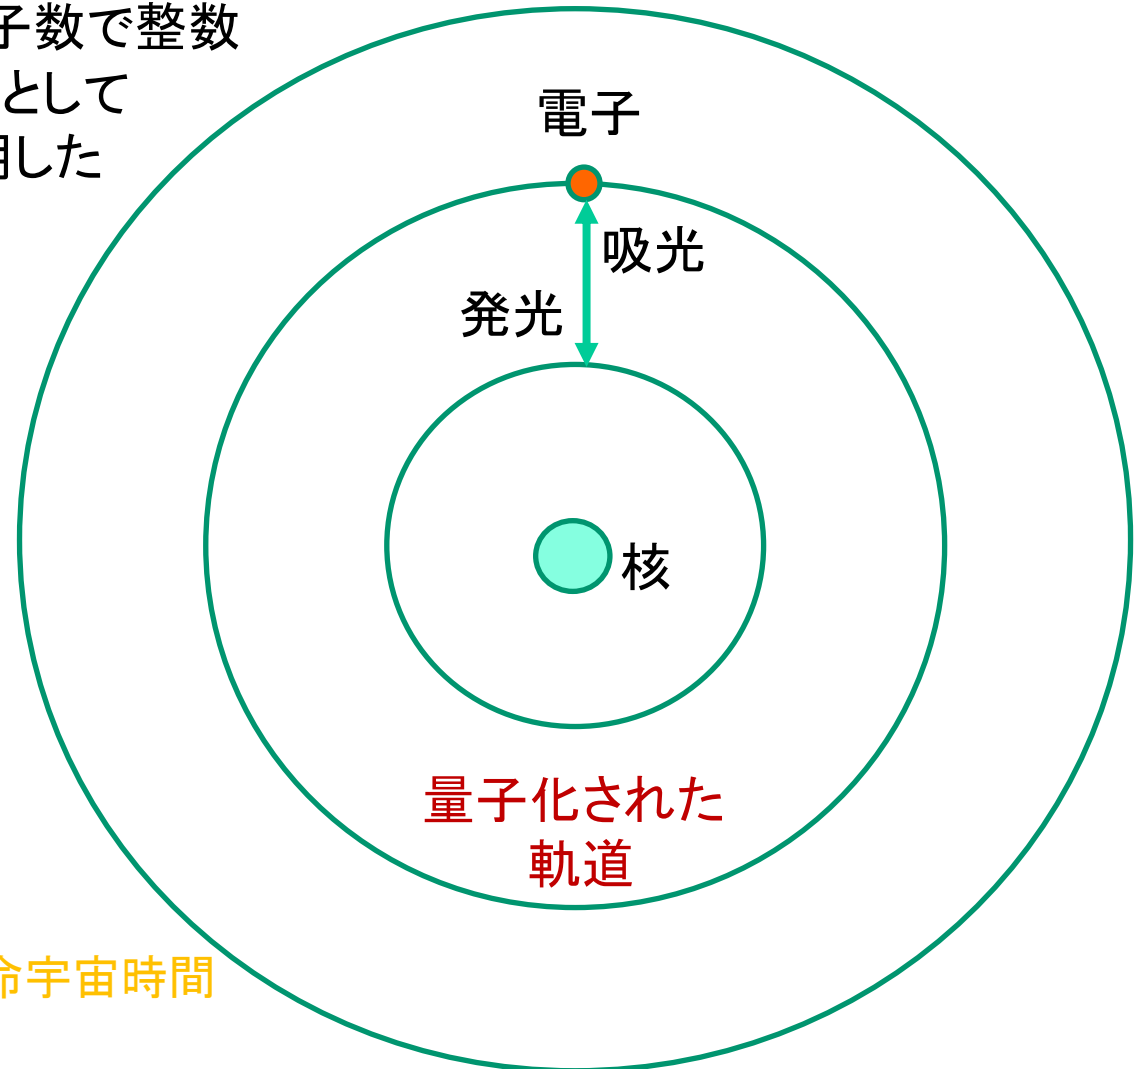 子数で整数
として
した
電子
吸光
発光
核
量子化された
軌道
命宇宙時間